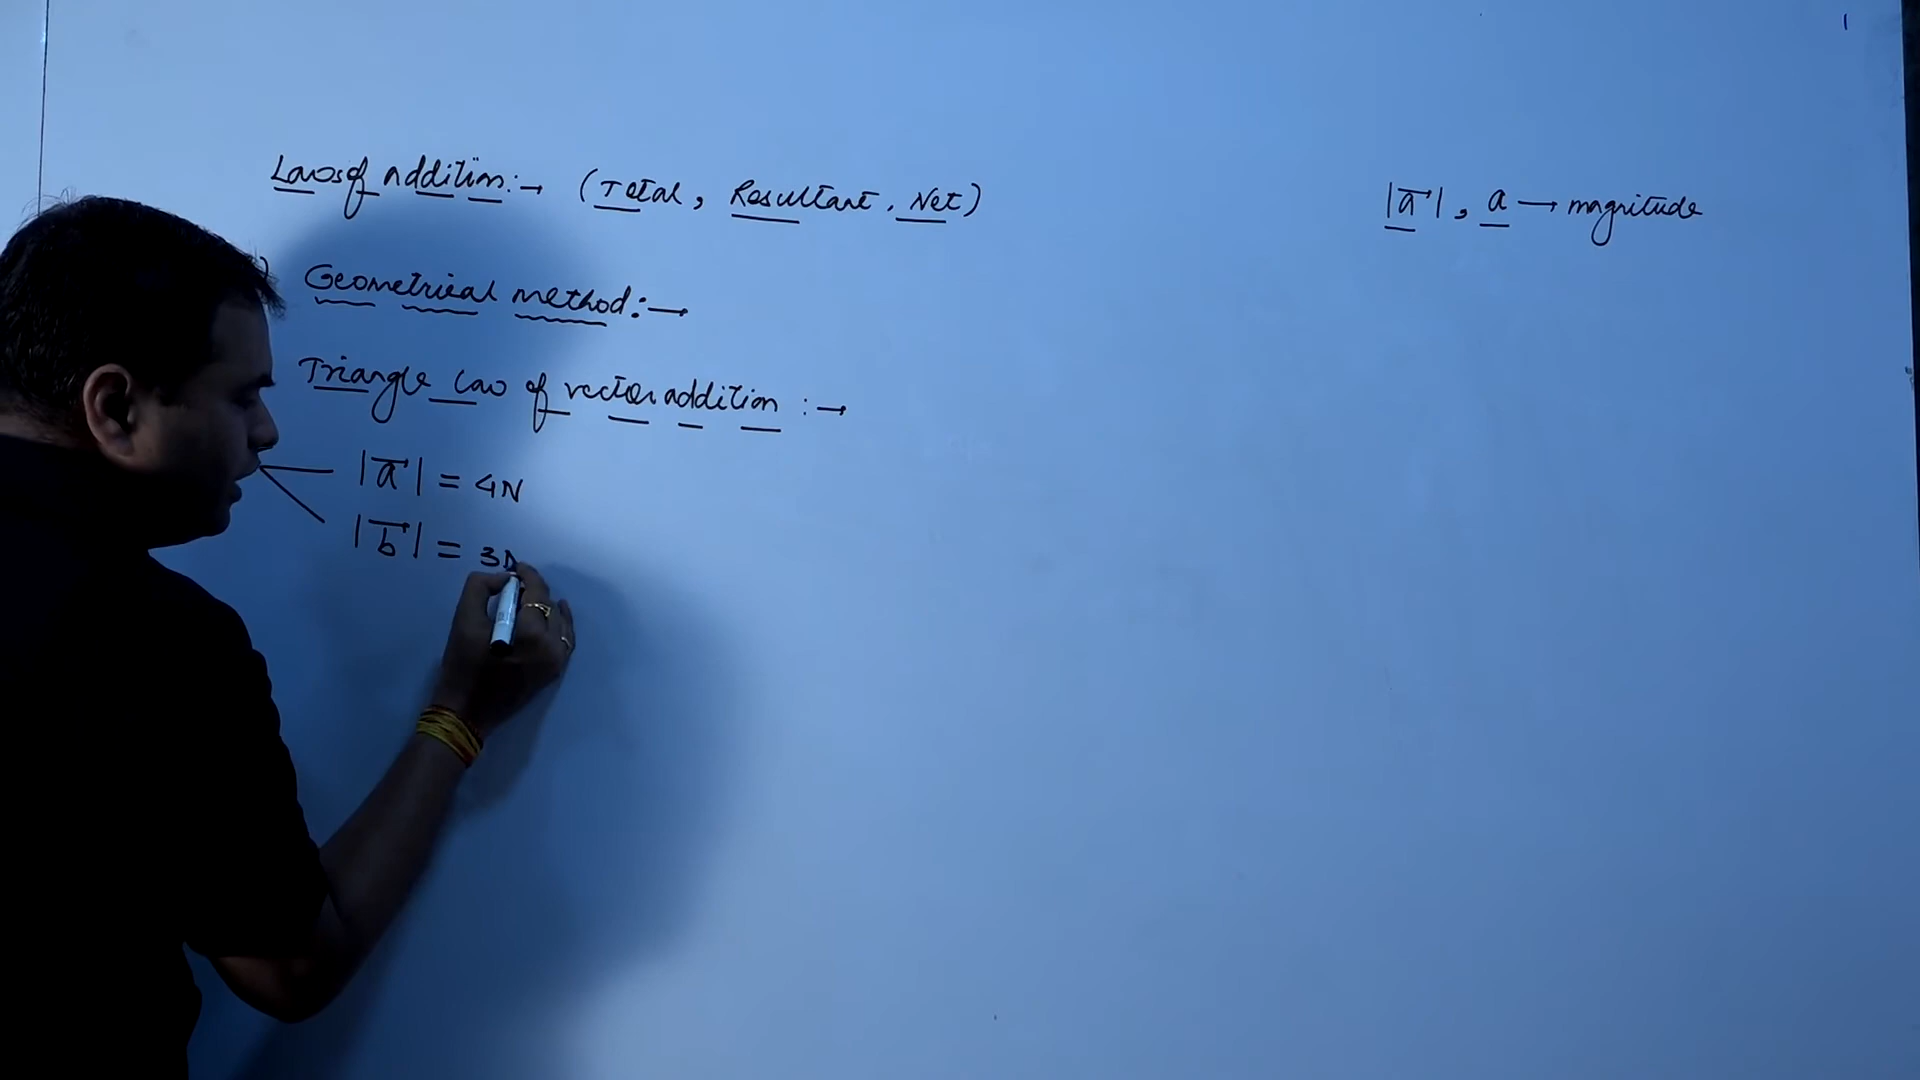 Laws of addition :→ (Total, Resultant, Net)
|a⃗|, a → magnitude
Geometrical method :→
Triangle Law of vector addition :→
|a⃗| = 4N
|b⃗| = 3N